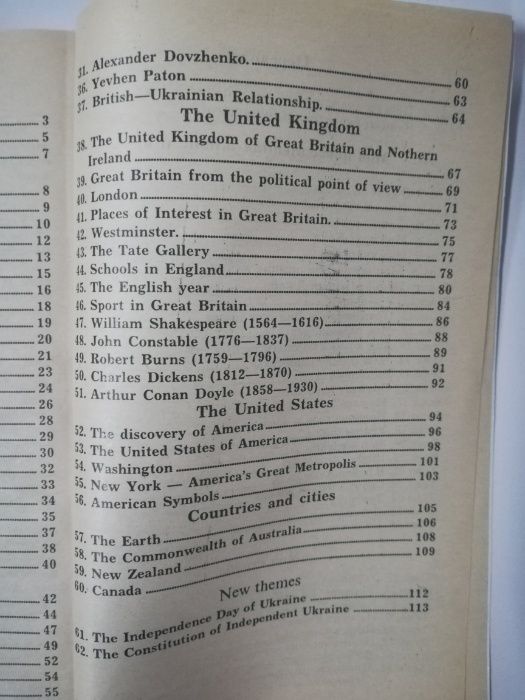 3
5
7
8
9
10
12
13
15
16
18
19
20
21
23
24
26
28
29
30
32
33
34
35
37
38
40
42
44
47
49
52
54
55
31. Alexander Dovzhenko. 60
36. Yevhen Paton 63
37. British—Ukrainian Relationship. 64
The United Kingdom
38. The United Kingdom of Great Britain and Nothern
Ireland 67
39. Great Britain from the political point of view 69
40. London 71
41. Places of Interest in Great Britain. 73
42. Westminster. 75
43. The Tate Gallery 77
44. Schools in England 78
45. The English year 80
46. Sport in Great Britain 84
47. William Shakespeare (1564—1616) 86
48. John Constable (1776—1837) 88
49. Robert Burns (1759—1796) 89
50. Charles Dickens (1812—1870) 91
51. Arthur Conan Doyle (1858—1930) 92
The United States
52. The discovery of America 94
53. The United States of America 96
54. Washington 98
55. New York — America's Great Metropolis 101
56. American Symbols 103
Countries and cities
57. The Earth 105
58. The Commonwealth of Australia 106
59. New Zealand 108
60. Canada 109
New themes
61. The Independence Day of Ukraine 112
62. The Constitution of Independent Ukraine 113